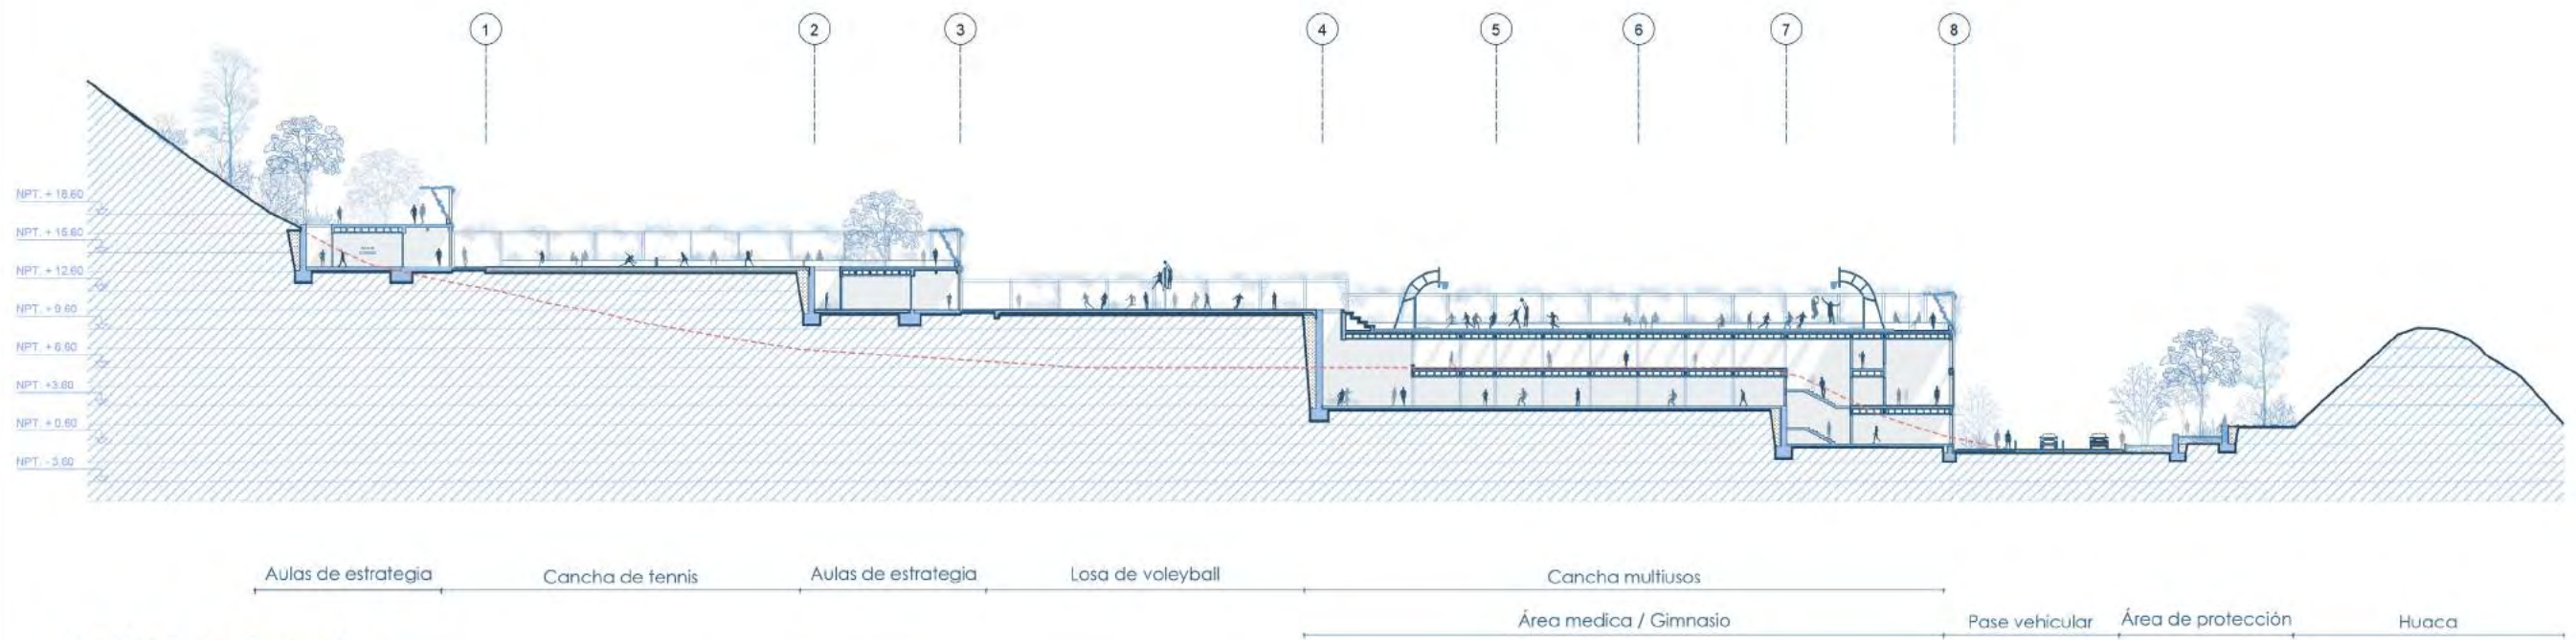 1
2
3
4
5
6
7
8
NPT. + 18.60
NPT. + 15.60
NPT. + 12.60
NPT. + 9.60
NPT. + 6.60
NPT. +3.60
NPT. + 0.60
NPT. - 3.60
Aulas de estrategia
Cancha de tennis
Aulas de estrategia
Losa de voleyball
Cancha multiusos
Área medica / Gimnasio
Pase vehicular
Área de protección
Huaca